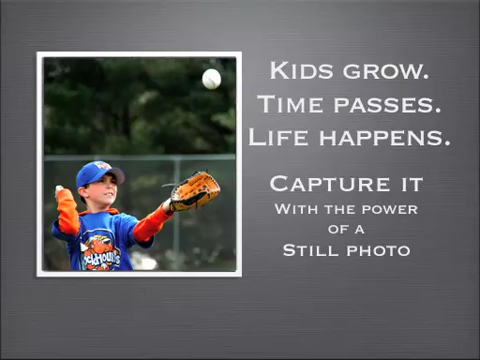 Kids grow.
Time passes.
Life happens.
Capture it
With the power
of a
Still photo